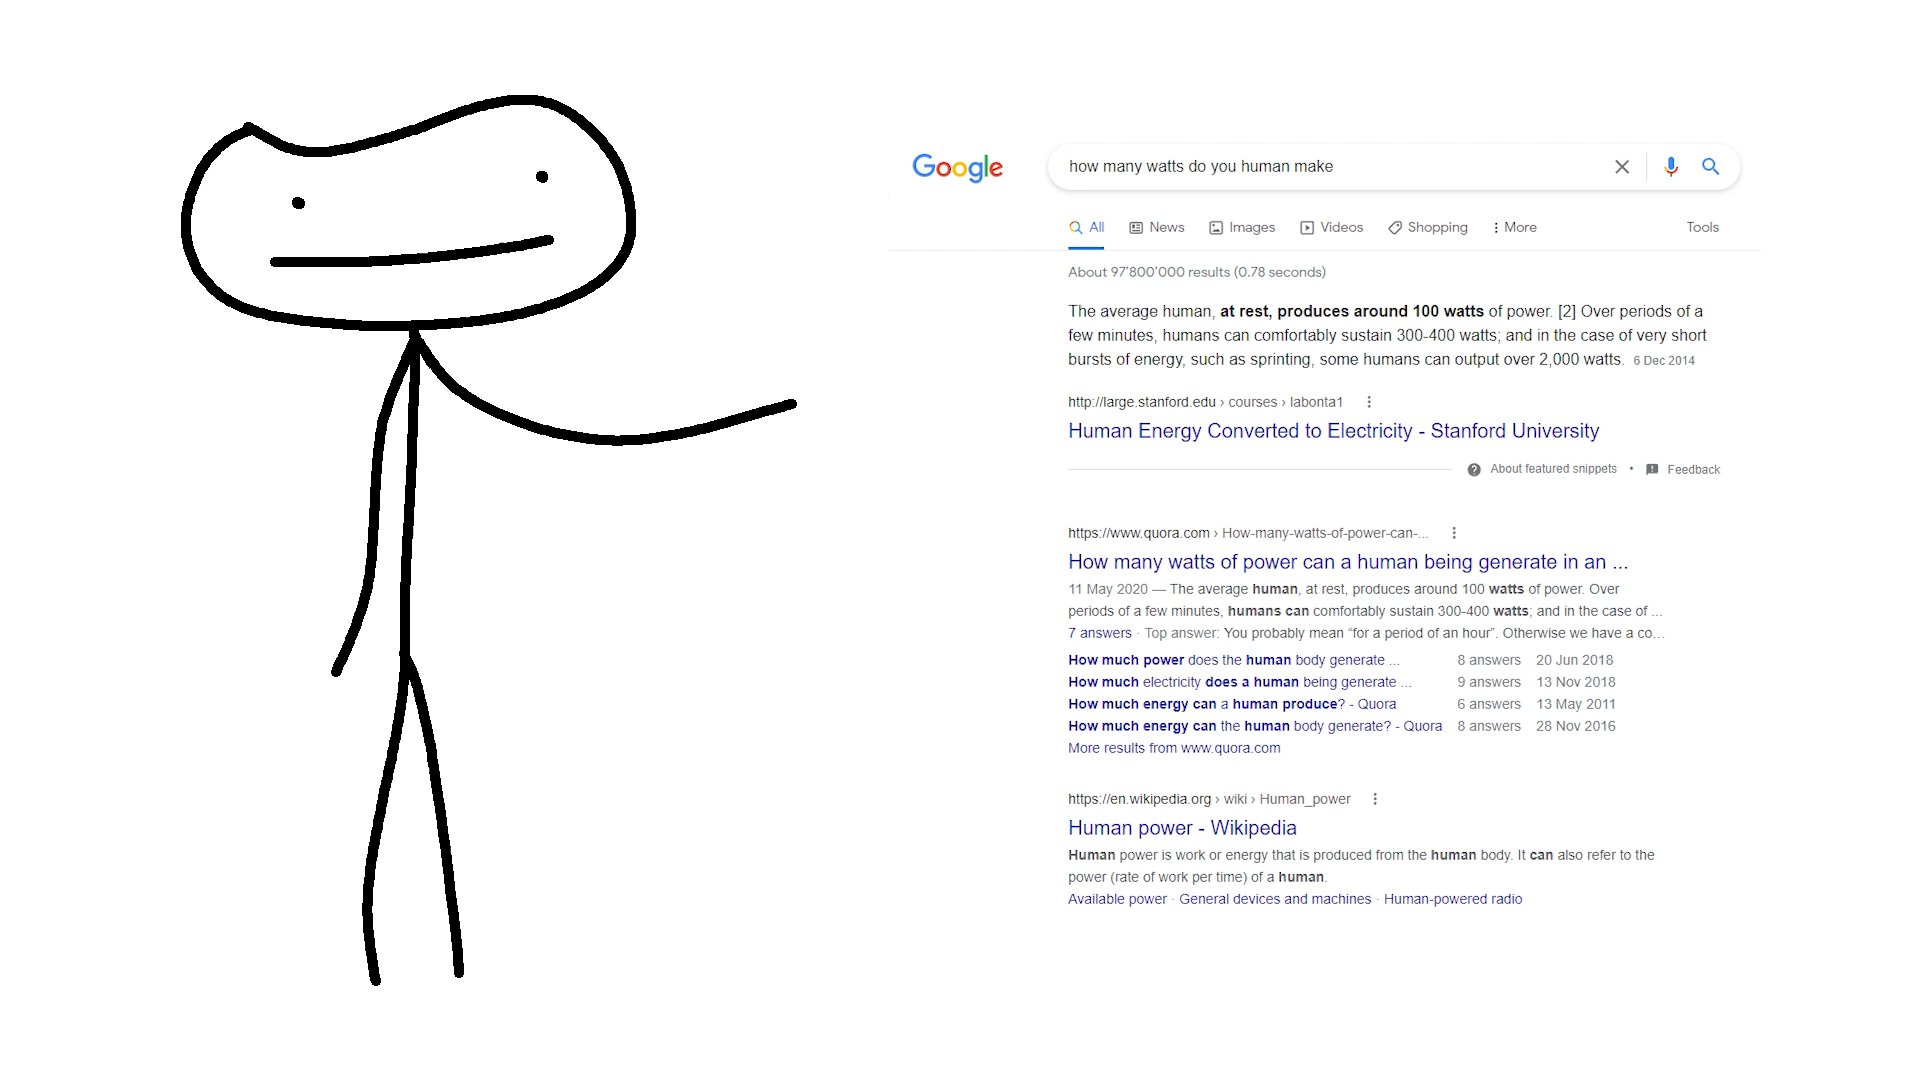 Google
how many watts do you human make
All News Images Videos Shopping More Tools
About 97’800’000 results (0.78 seconds)
The average human, at rest, produces around 100 watts of power. [2] Over periods of a
few minutes, humans can comfortably sustain 300-400 watts; and in the case of very short
bursts of energy, such as sprinting, some humans can output over 2,000 watts. 6 Dec 2014
http://large.stanford.edu › courses › labonta1
Human Energy Converted to Electricity - Stanford University
About featured snippets • Feedback
https://www.quora.com › How-many-watts-of-power-can-...
How many watts of power can a human being generate in an ...
11 May 2020 — The average human, at rest, produces around 100 watts of power. Over
periods of a few minutes, humans can comfortably sustain 300-400 watts; and in the case of ...
7 answers · Top answer: You probably mean “for a period of an hour”. Otherwise we have a co...
How much power does the human body generate ... 8 answers 20 Jun 2018
How much electricity does a human being generate ... 9 answers 13 Nov 2018
How much energy can a human produce? - Quora 6 answers 13 May 2011
How much energy can the human body generate? - Quora 8 answers 28 Nov 2016
More results from www.quora.com
https://en.wikipedia.org › wiki › Human_power
Human power - Wikipedia
Human power is work or energy that is produced from the human body. It can also refer to the
power (rate of work per time) of a human.
Available power · General devices and machines · Human-powered radio